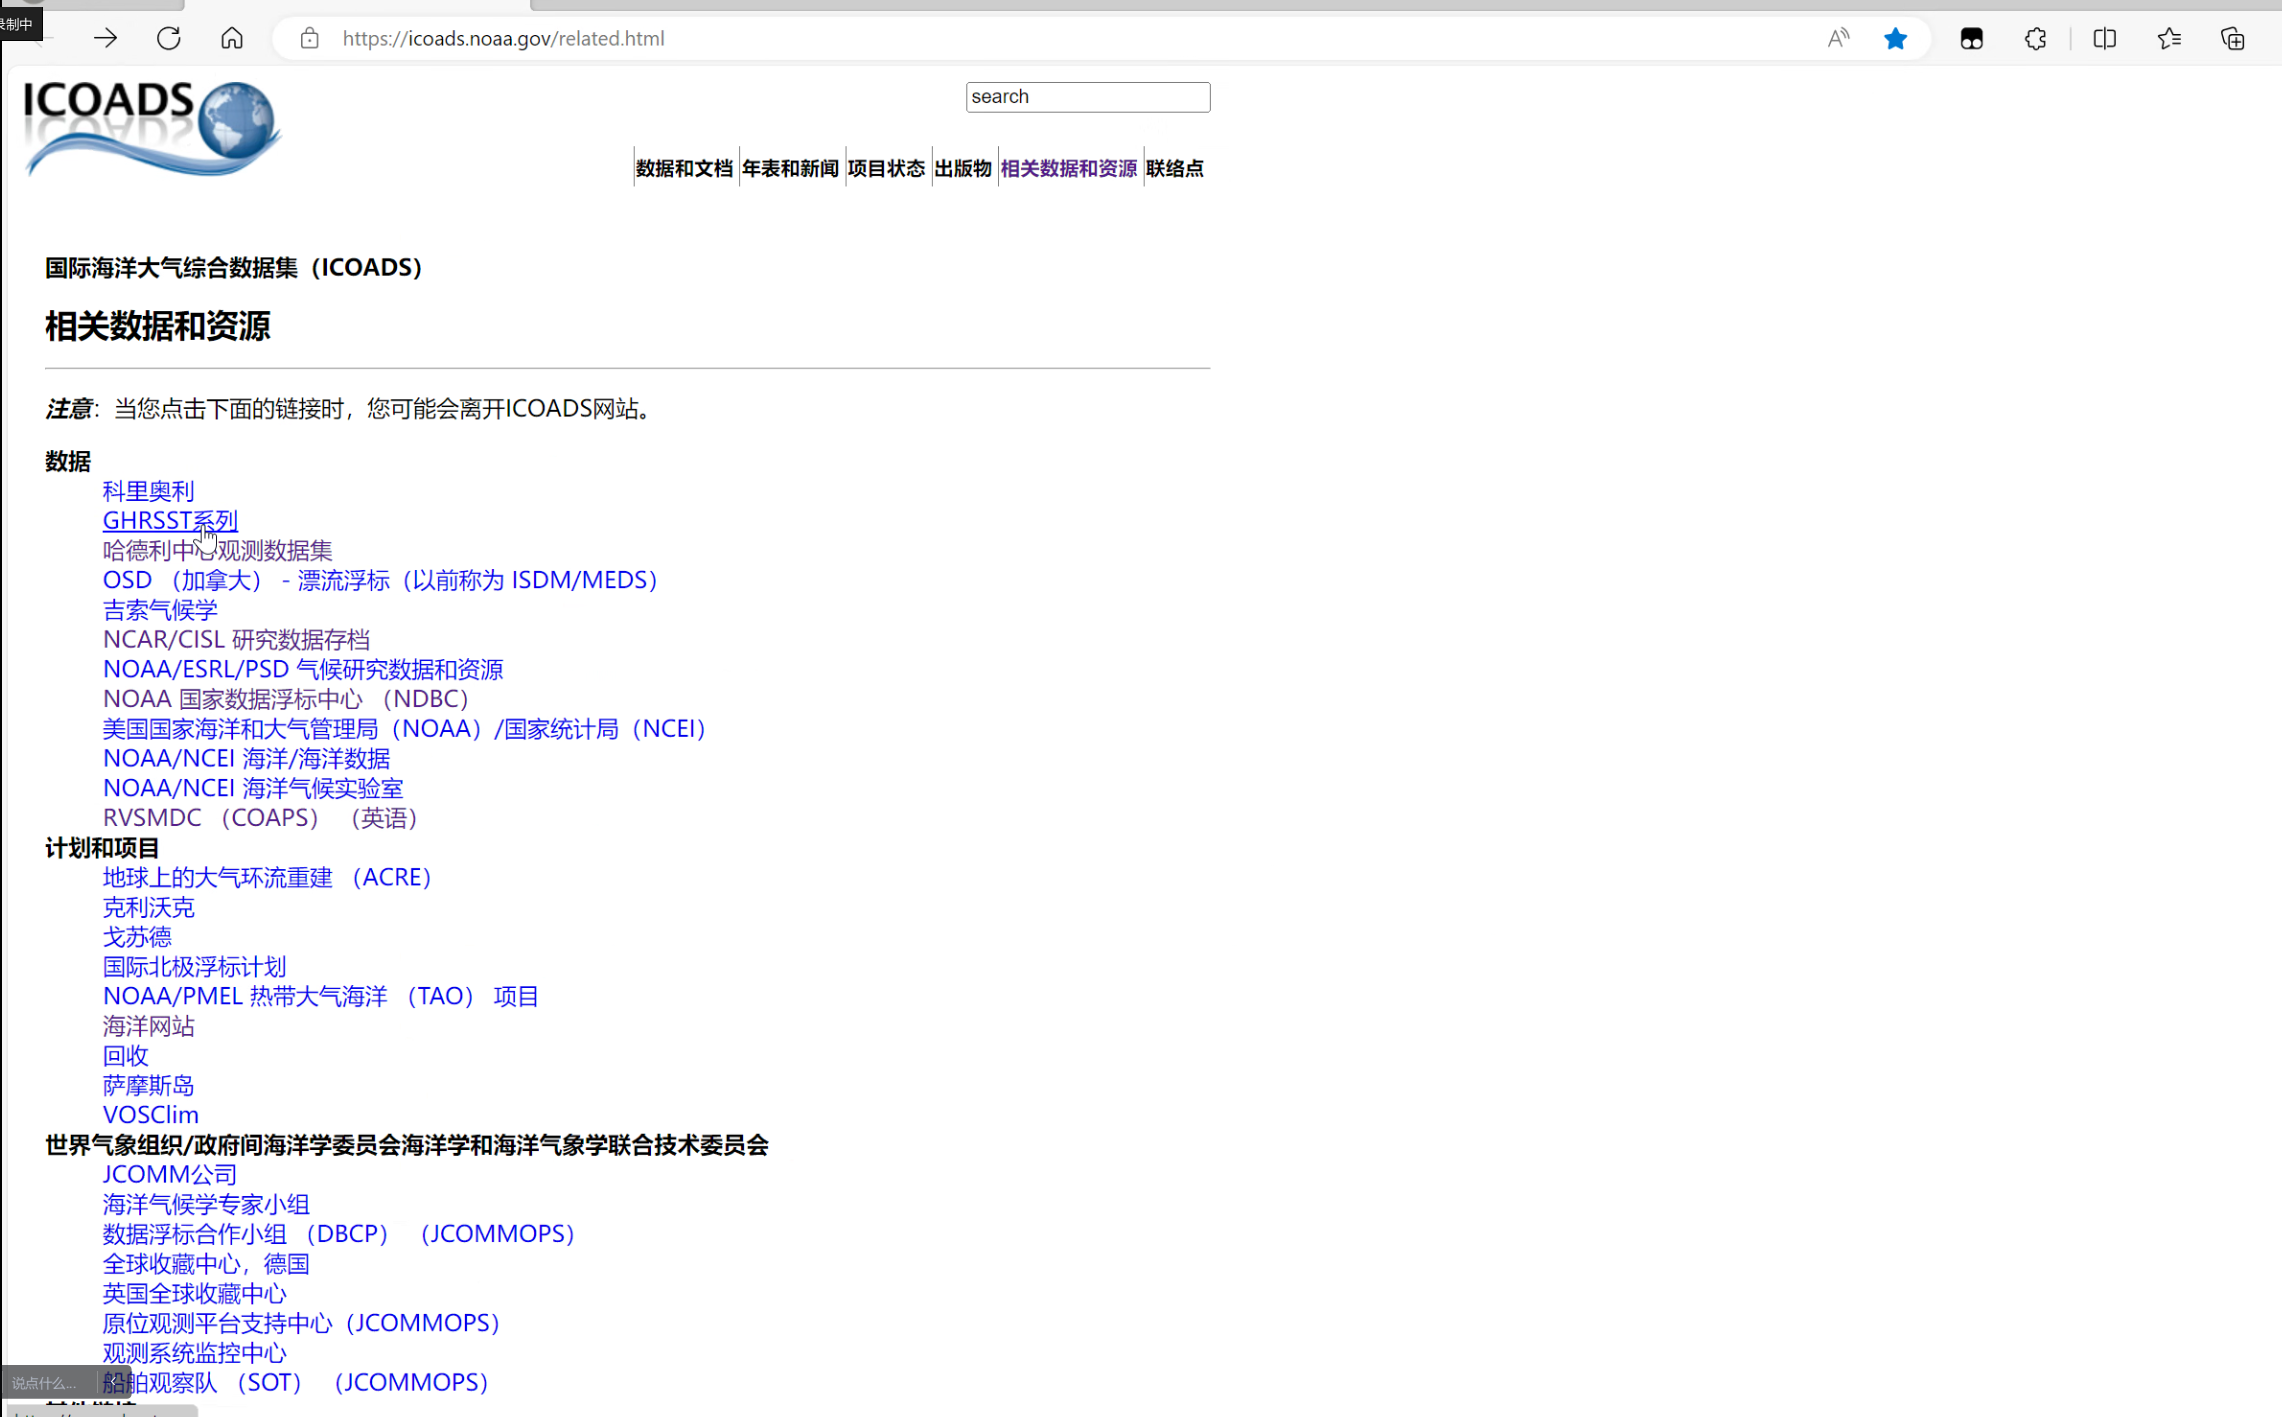 录制中
https://icoads.noaa.gov/related.html
ICOADS
search
数据和文档 年表和新闻 项目状态 出版物 相关数据和资源 联络点
国际海洋大气综合数据集（ICOADS）
相关数据和资源
注意：当您点击下面的链接时，您可能会离开ICOADS网站。
数据
科里奥利
GHRSST系列
哈德利中心观测数据集
OSD （加拿大） - 漂流浮标（以前称为 ISDM/MEDS）
吉索气候学
NCAR/CISL 研究数据存档
NOAA/ESRL/PSD 气候研究数据和资源
NOAA 国家数据浮标中心 （NDBC）
美国国家海洋和大气管理局（NOAA）/国家统计局（NCEI）
NOAA/NCEI 海洋/海洋数据
NOAA/NCEI 海洋气候实验室
RVSMDC （COAPS） （英语）
计划和项目
地球上的大气环流重建 （ACRE）
克利沃克
戈苏德
国际北极浮标计划
NOAA/PMEL 热带大气海洋 （TAO） 项目
海洋网站
回收
萨摩斯岛
VOSClim
世界气象组织/政府间海洋学委员会海洋学和海洋气象学联合技术委员会
JCOMM公司
海洋气候学专家小组
数据浮标合作小组 （DBCP） （JCOMMOPS）
全球收藏中心，德国
英国全球收藏中心
原位观测平台支持中心（JCOMMOPS）
观测系统监控中心
船舶观察队 （SOT） （JCOMMOPS）
说点什么...